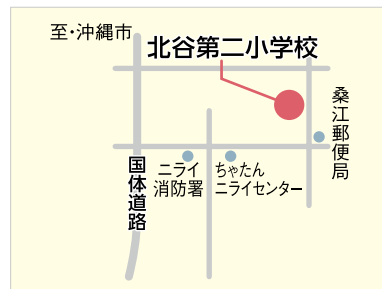 至・沖縄市
北谷第二小学校
桑江郵便局
国体道路
ニライ
消防署
ちゃたん
ニライセンター